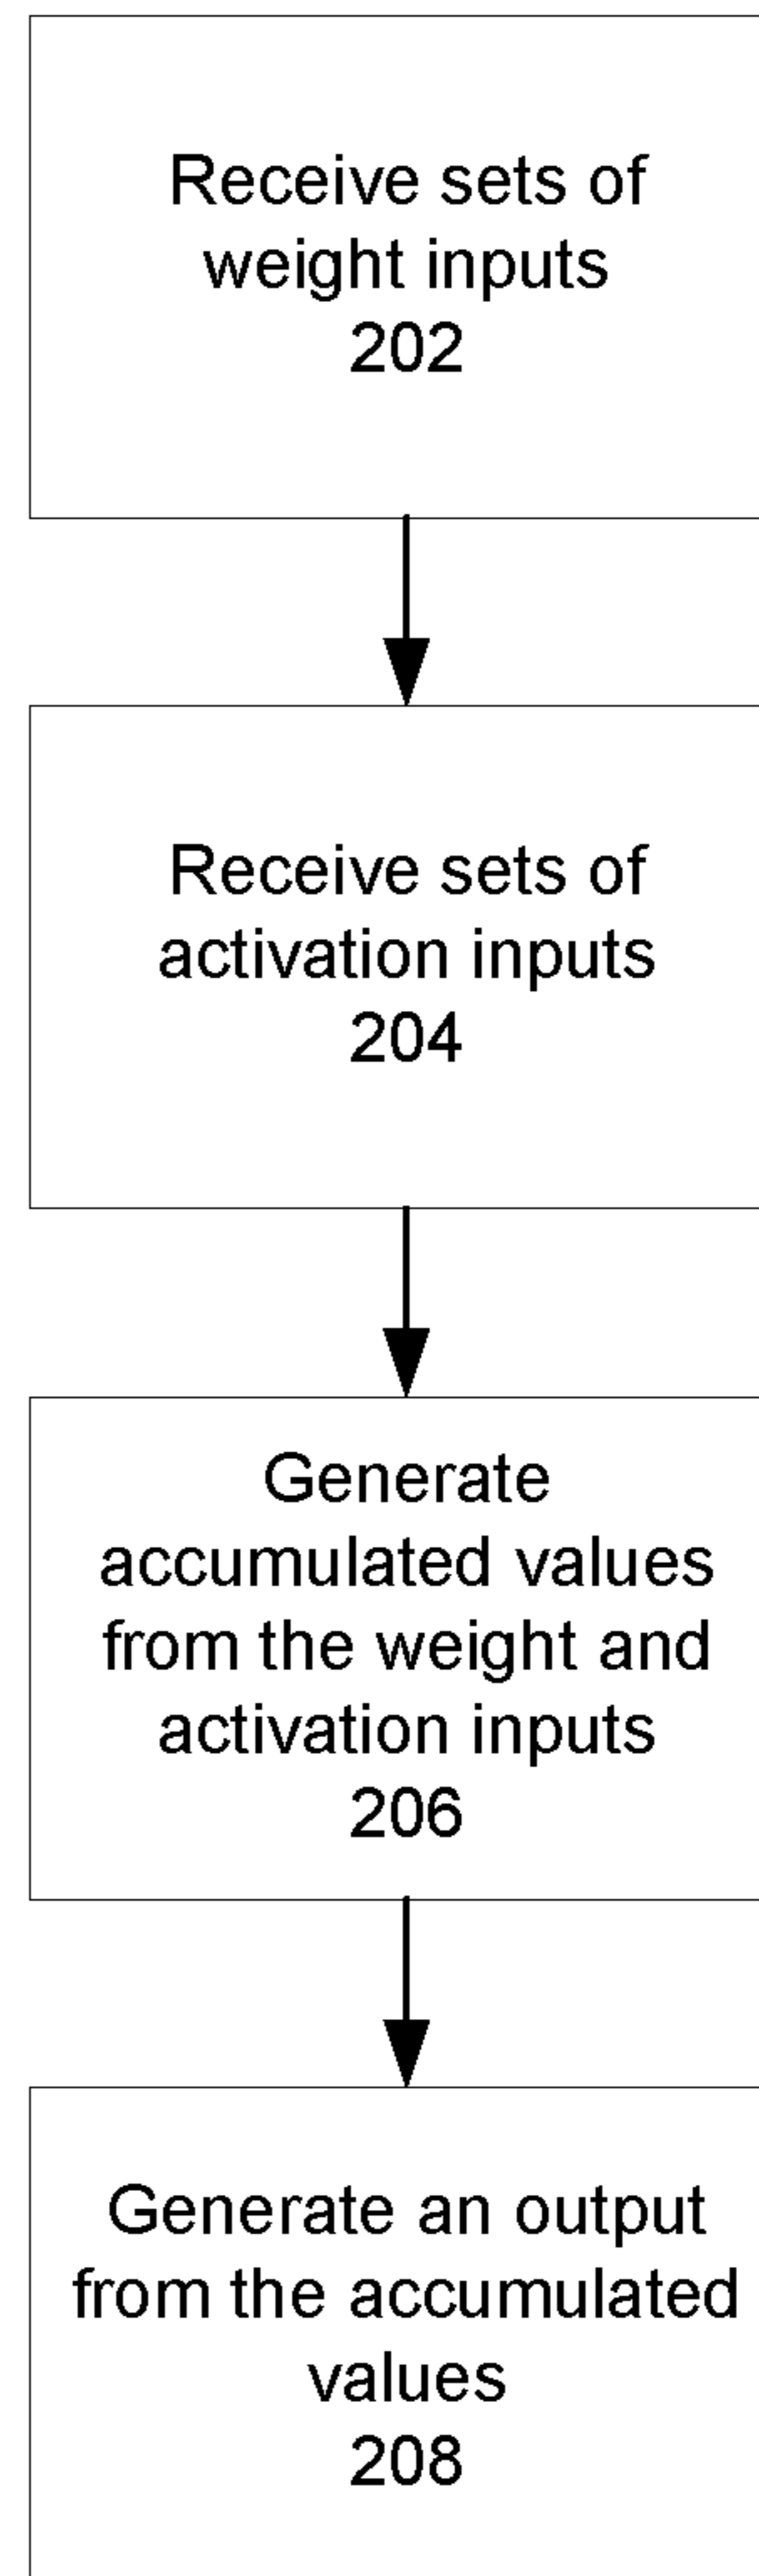 Receive sets of
weight inputs
202
Receive sets of
activation inputs
204
Generate
accumulated values
from the weight and
activation inputs
206
Generate an output
from the accumulated
values
208